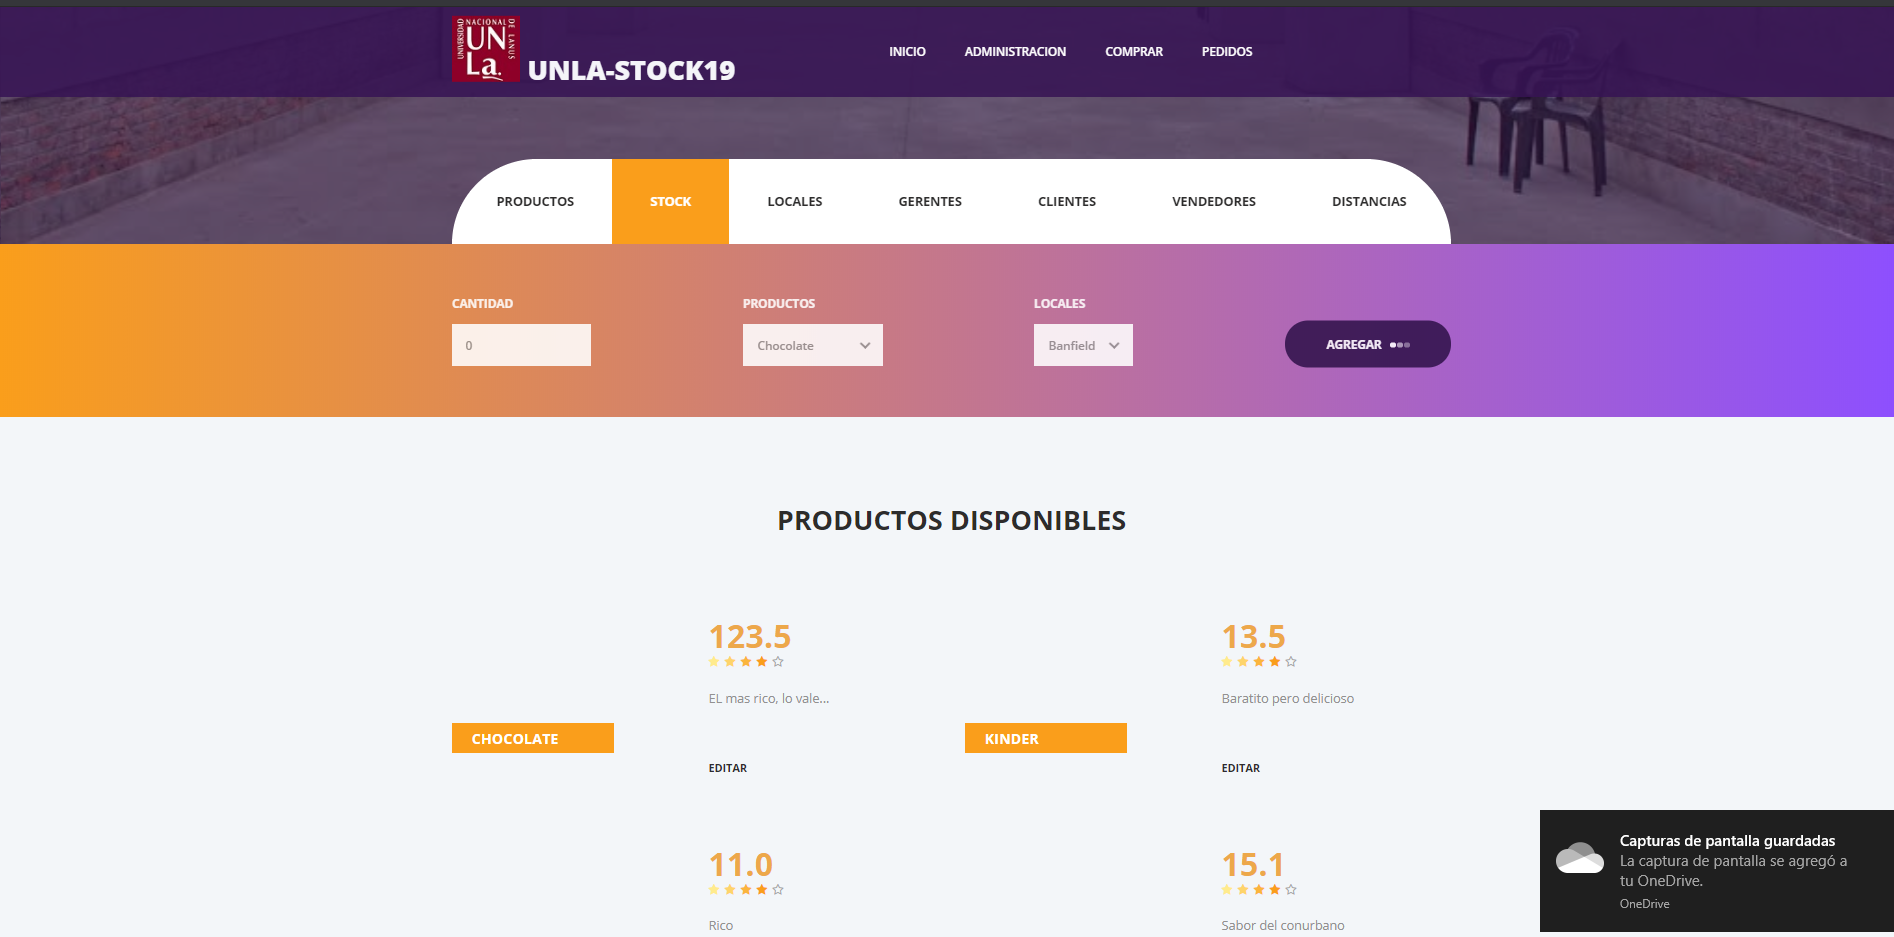 UNIVERSIDAD
NACIONAL
DE LANUS
UN
La.
UNLA-STOCK19
INICIO
ADMINISTRACION
COMPRAR
PEDIDOS
PRODUCTOS
STOCK
LOCALES
GERENTES
CLIENTES
VENDEDORES
DISTANCIAS
CANTIDAD
PRODUCTOS
LOCALES
0
Chocolate
Banfield
AGREGAR
PRODUCTOS DISPONIBLES
123.5
EL mas rico, lo vale...
CHOCOLATE
EDITAR
13.5
Baratito pero delicioso
KINDER
EDITAR
11.0
Rico
15.1
Sabor del conurbano
Capturas de pantalla guardadas
La captura de pantalla se agregó a
tu OneDrive.
OneDrive